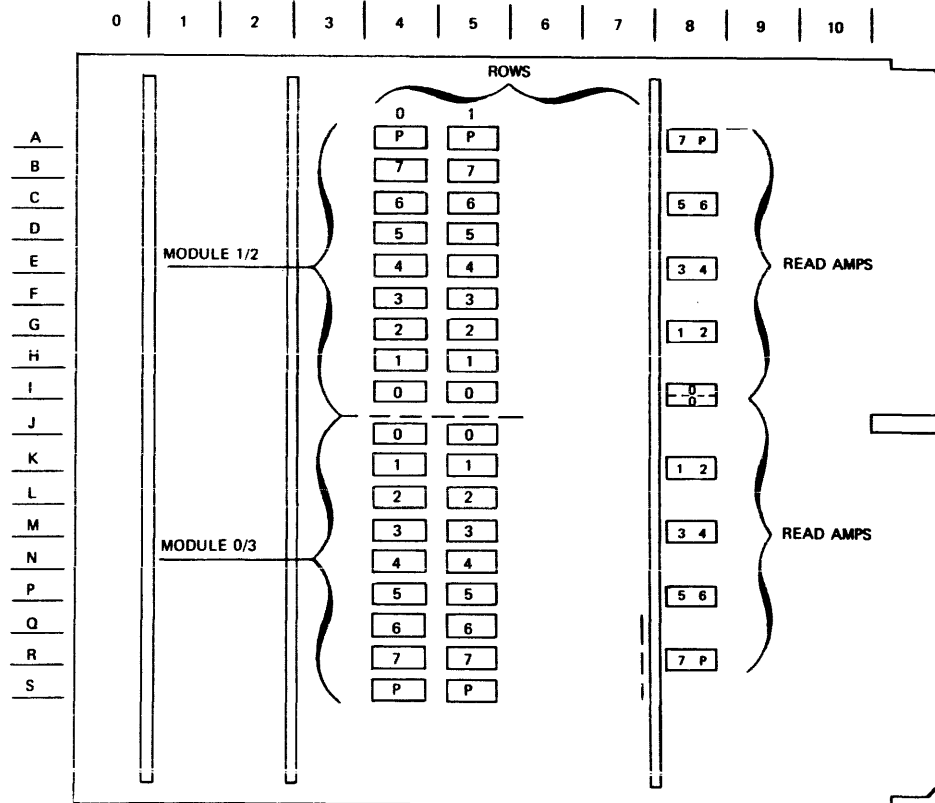 0 1 2 3 4 5 6 7 8 9 10
ROWS
0 1
A P P 7 P
B 7 7
C 6 6 5 6
D 5 5
MODULE 1/2
E 4 4 3 4 READ AMPS
F 3 3
G 2 2 1 2
H 1 1
I 0 0 0
0
J 0 0
K 1 1 1 2
L 2 2
M 3 3 3 4 READ AMPS
MODULE 0/3
N 4 4
P 5 5 5 6
Q 6 6
R 7 7 7 P
S P P